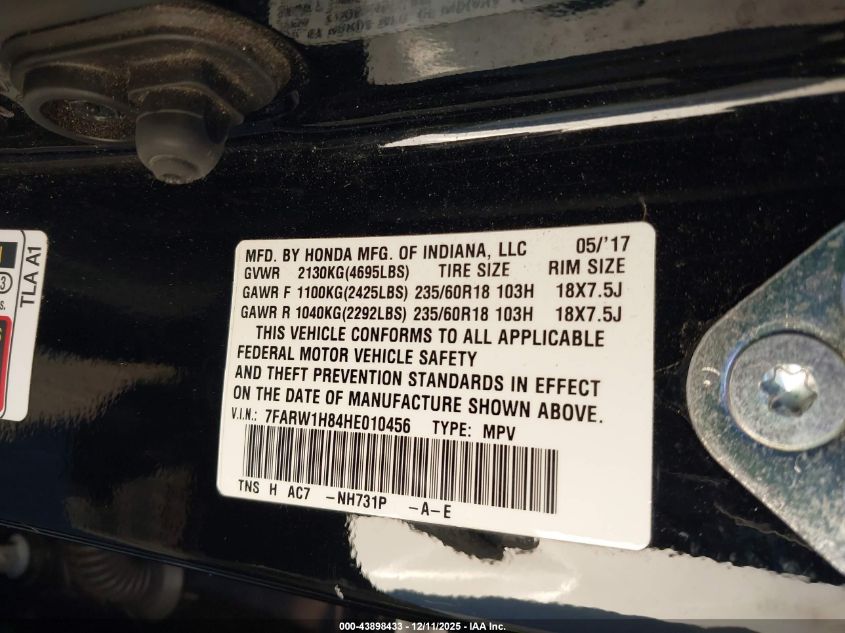 MFD. BY HONDA MFG. OF INDIANA, LLC 05/'17
GVWR 2130KG(4695LBS) TIRE SIZE RIM SIZE
GAWR F 1100KG(2425LBS) 235/60R18 103H 18X7.5J
GAWR R 1040KG(2292LBS) 235/60R18 103H 18X7.5J
THIS VEHICLE CONFORMS TO ALL APPLICABLE
FEDERAL MOTOR VEHICLE SAFETY
AND THEFT PREVENTION STANDARDS IN EFFECT
ON THE DATE OF MANUFACTURE SHOWN ABOVE.
V.I.N.: 7FARW1H84HE010456 TYPE: MPV
TNS H AC7 -NH731P -A-E
TLA A1
000-43898433 - 12/11/2025 - IAA Inc.